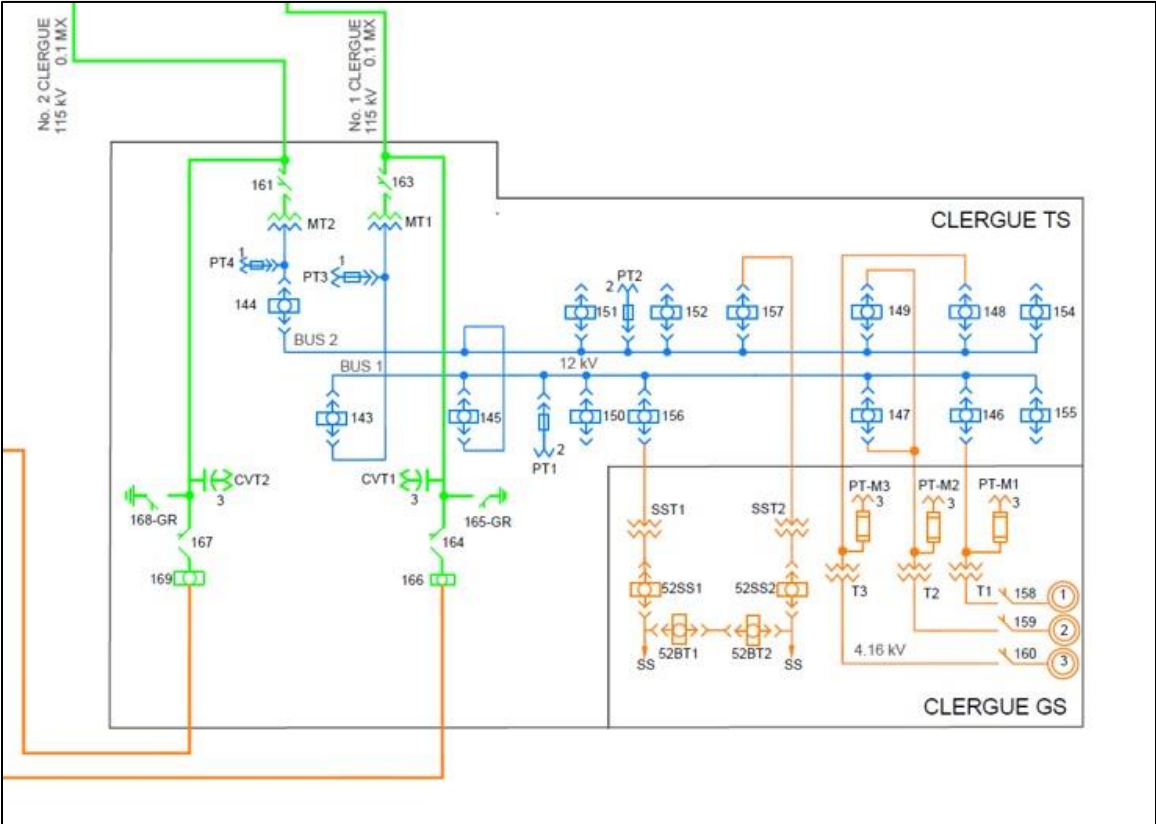 No. 2 CLERGUE
115 kV 0.1 MX
No. 1 CLERGUE
115 kV 0.1 MX
161
163
CLERGUE TS
MT2
MT1
PT4
1
PT3
1
PT2
2
144
151
152
157
149
148
154
BUS 2
BUS 1
12 kV
143
145
150
156
147
146
155
PT1
2
CVT2
3
CVT1
3
168-GR
165-GR
167
164
169
166
SST1
SST2
PT-M3
3
PT-M2
3
PT-M1
3
52SS1
52SS2
T3
T2
T1
158
1
159
2
52BT1
52BT2
SS
SS
4.16 kV
160
3
CLERGUE GS